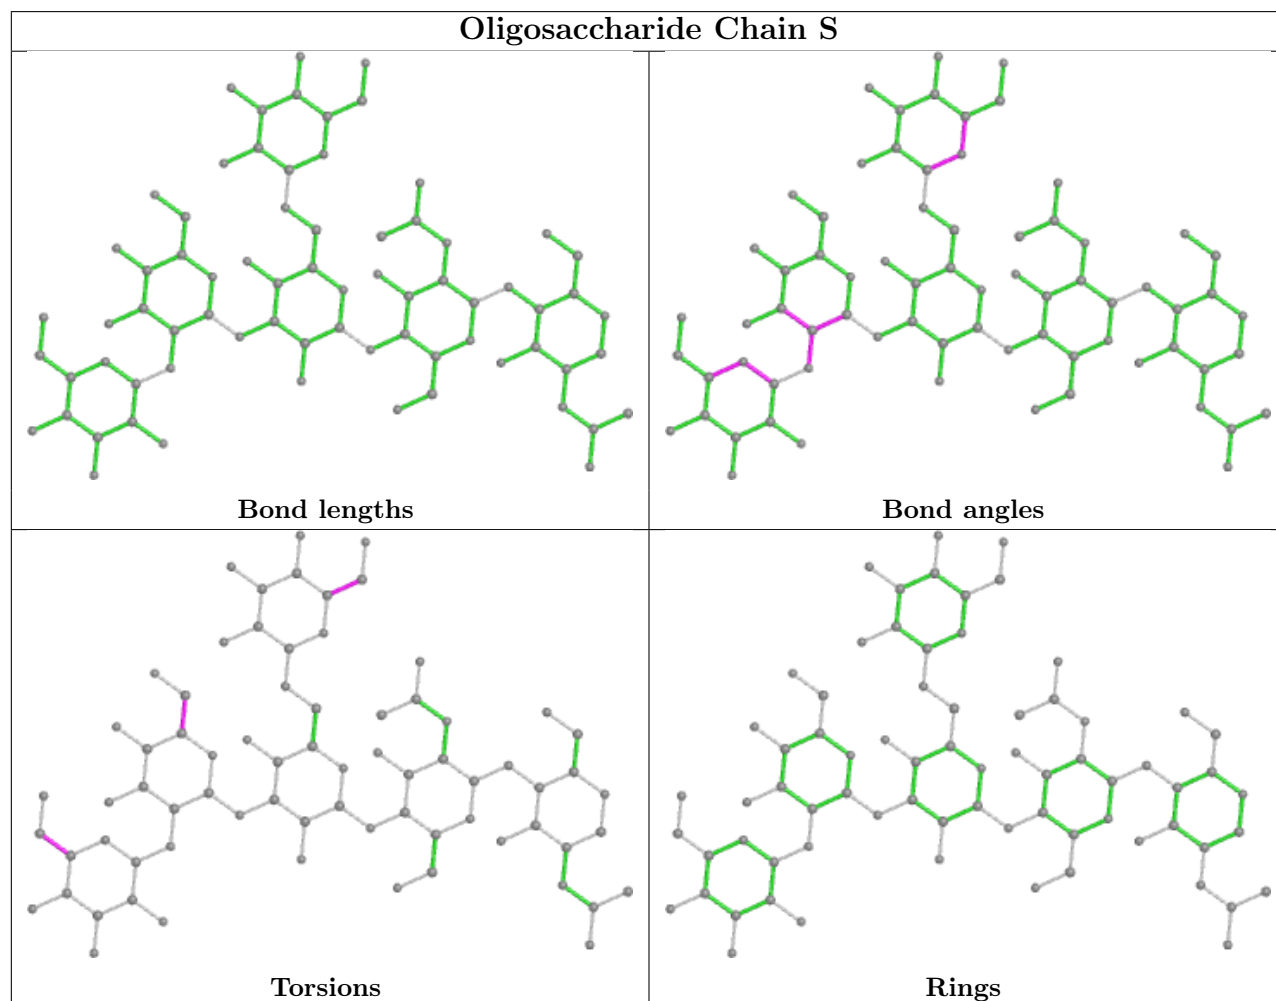 Oligosaccharide Chain S
Bond lengths
Bond angles
Torsions
Rings